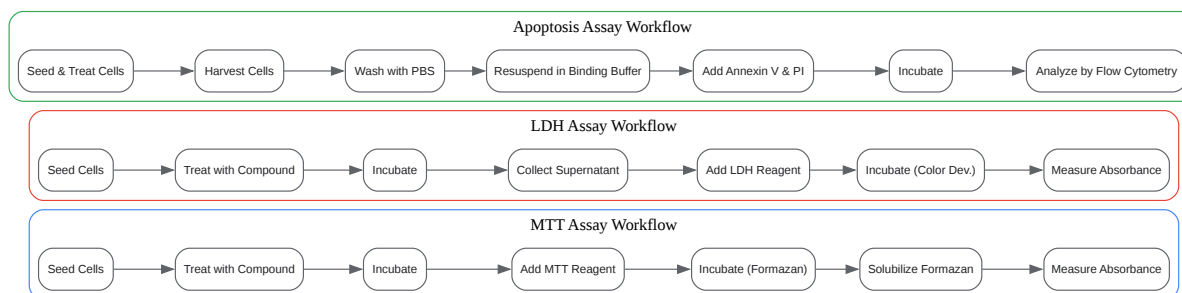 Apoptosis Assay Workflow
Seed & Treat Cells
Harvest Cells
Wash with PBS
Resuspend in Binding Buffer
Add Annexin V & PI
Incubate
Analyze by Flow Cytometry
LDH Assay Workflow
Seed Cells
Treat with Compound
Incubate
Collect Supernatant
Add LDH Reagent
Incubate (Color Dev.)
Measure Absorbance
MTT Assay Workflow
Seed Cells
Treat with Compound
Incubate
Add MTT Reagent
Incubate (Formazan)
Solubilize Formazan
Measure Absorbance